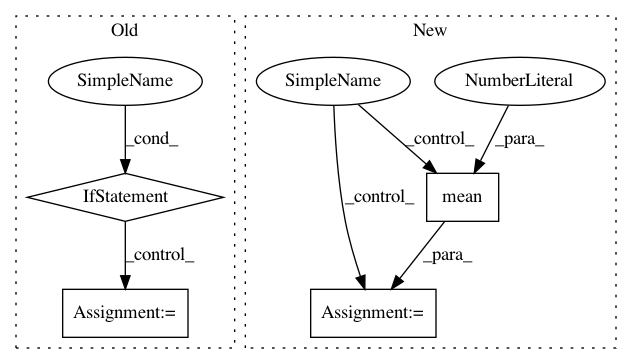 Old
New
SimpleName
SimpleName
NumberLiteral
_cond_
_control_
_para_
IfStatement
_control_
mean
_control_
_para_
Assignment:=
Assignment:=